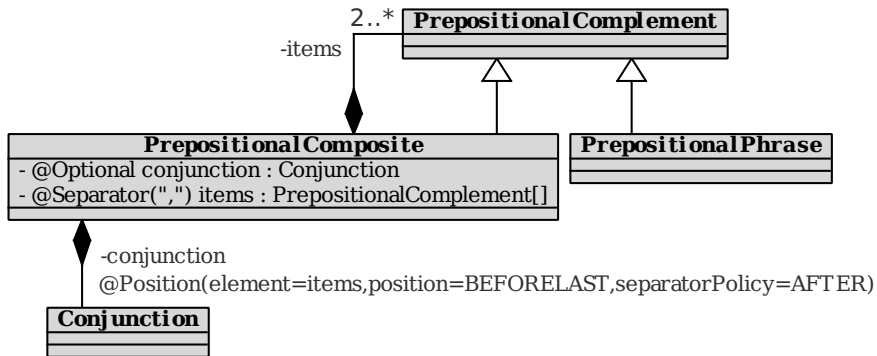 2..*
PrepositionalComplement
-items
PrepositionalComposite
- @Optional conjunction : Conjunction
- @Separator(",") items : PrepositionalComplement[]
PrepositionalPhrase
-conjunction
@Position(element=items,position=BEFORELAST,separatorPolicy=AFTER)
Conjunction